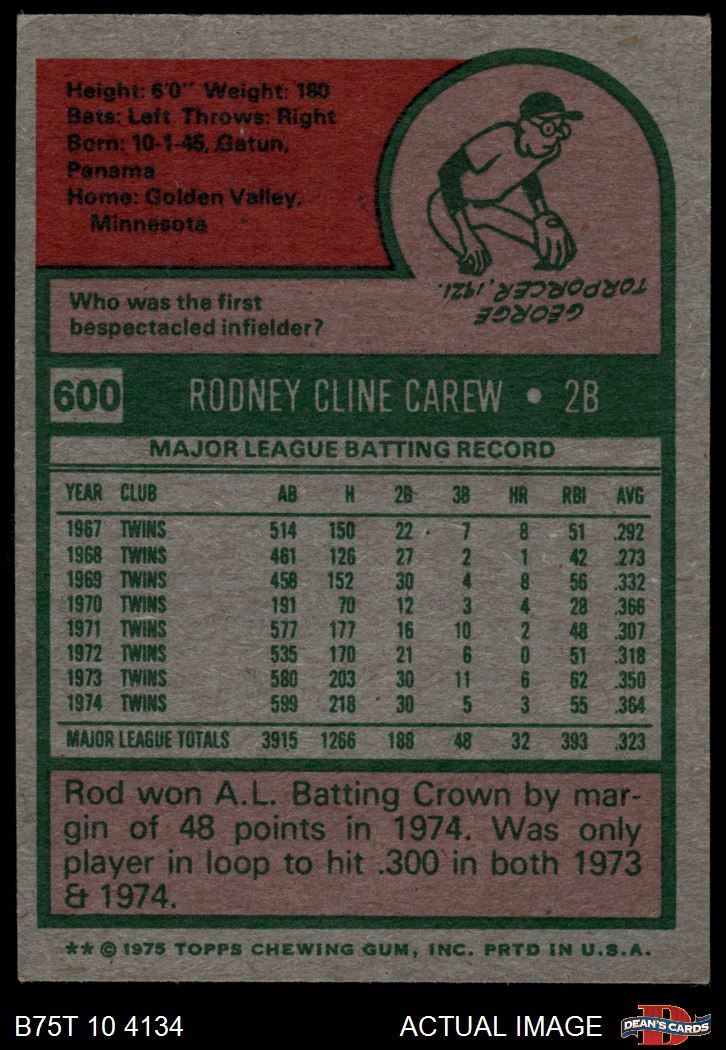 Height: 6'0" Weight: 180
Bats: Left Throws: Right
Born: 10-1-45, Gatun,
Panama
Home: Golden Valley,
Minnesota
Who was the first
bespectacled infielder?
GEORGE
TORPORCER, 1921.
600 RODNEY CLINE CAREW • 2B
MAJOR LEAGUE BATTING RECORD
YEAR CLUB AB H 2B 3B HR RBI AVG
1967 TWINS 514 150 22 7 8 51 .292
1968 TWINS 461 126 27 2 1 42 .273
1969 TWINS 458 152 30 4 8 56 .332
1970 TWINS 191 70 12 3 4 28 .366
1971 TWINS 577 177 16 10 2 48 .307
1972 TWINS 535 170 21 6 0 51 .318
1973 TWINS 580 203 30 11 6 62 .350
1974 TWINS 599 218 30 5 3 55 .364
MAJOR LEAGUE TOTALS 3915 1266 188 48 32 393 .323
Rod won A.L. Batting Crown by mar-
gin of 48 points in 1974. Was only
player in loop to hit .300 in both 1973
& 1974.
** © 1975 TOPPS CHEWING GUM, INC. PRTD IN U.S.A.
B75T 10 4134 ACTUAL IMAGE D DEAN'S CARDS